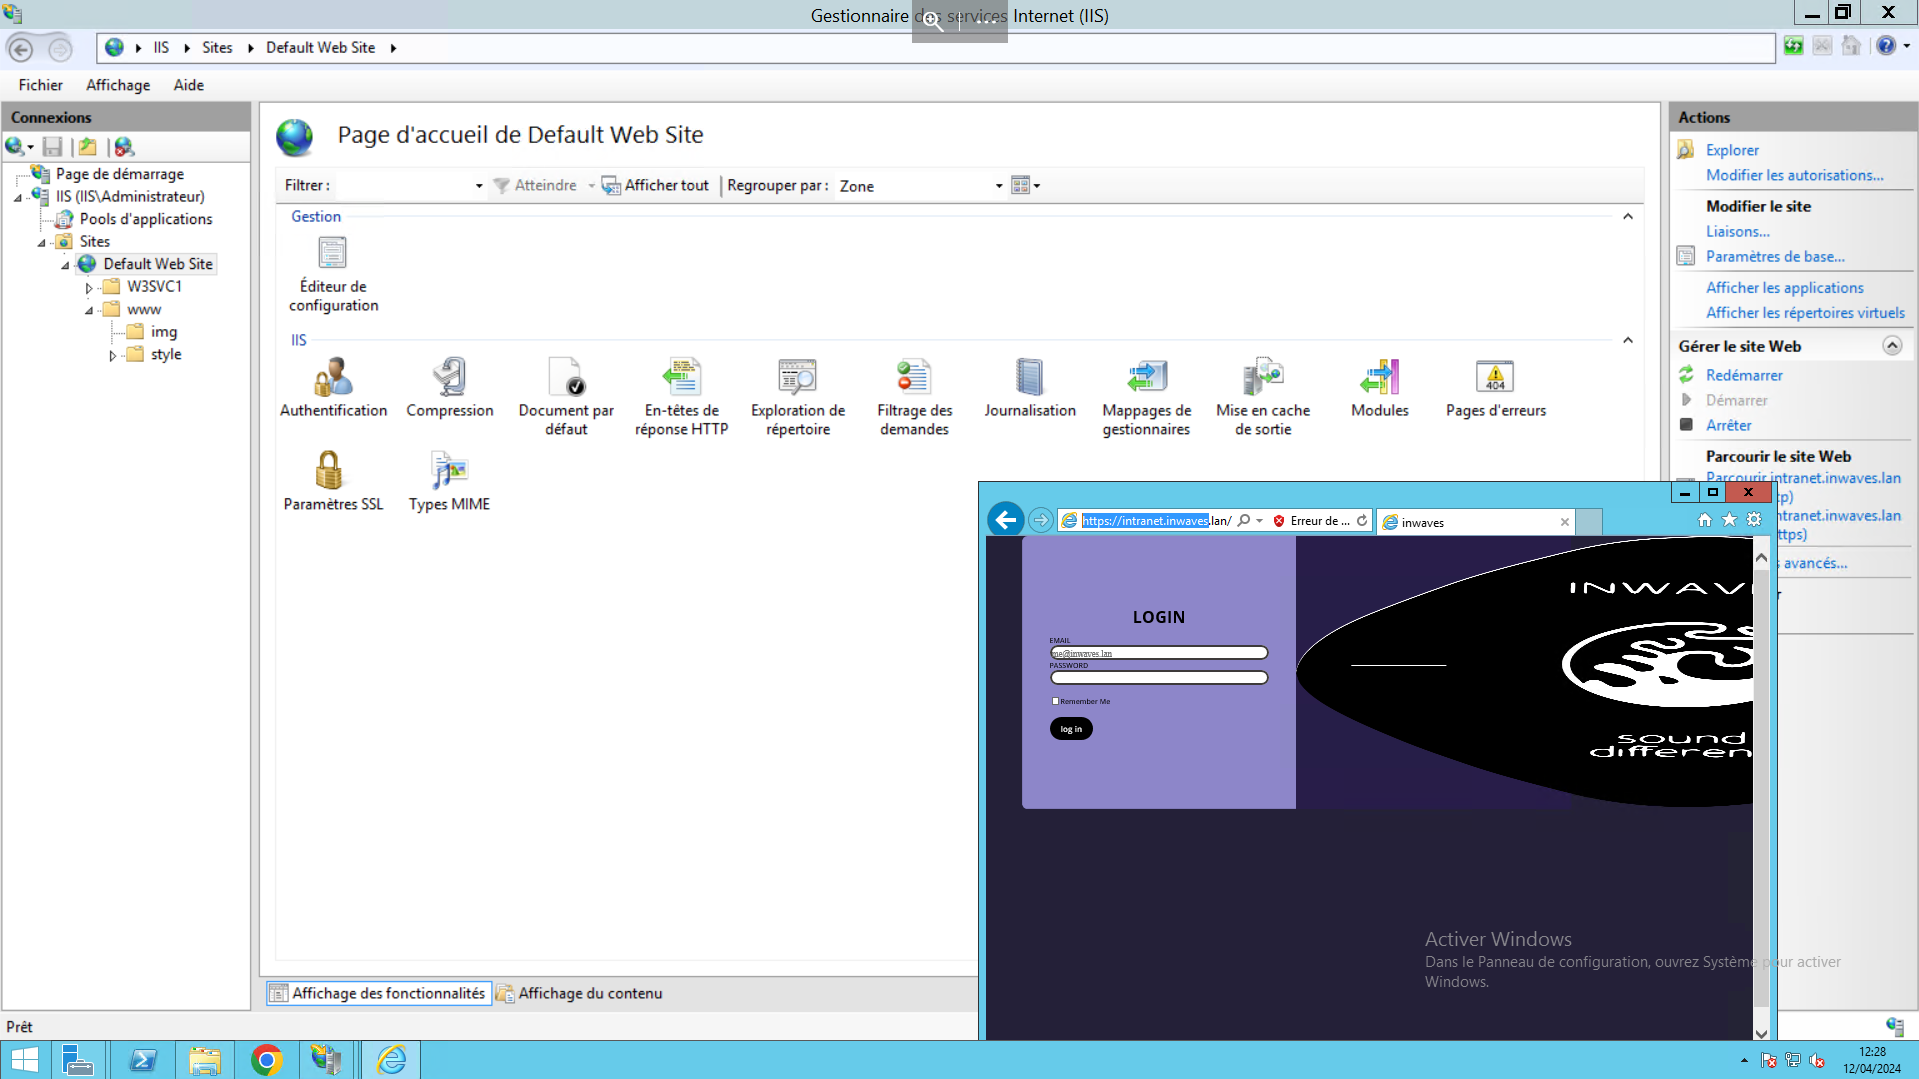 Gestionnaire des services Internet (IIS)
IIS
Sites
Default Web Site
Fichier
Affichage
Aide
Connexions
Page de démarrage
IIS (IIS\Administrateur)
Pools d'applications
Sites
Default Web Site
W3SVC1
www
img
style
Page d'accueil de Default Web Site
Filtrer :
Atteindre
Afficher tout
Regrouper par :
Zone
Gestion
Éditeur de
configuration
IIS
Authentification
Compression
Document par
défaut
En-têtes de
réponse HTTP
Exploration de
répertoire
Filtrage des
demandes
Journalisation
Mappages de
gestionnaires
Mise en cache
de sortie
Modules
404
Pages d'erreurs
Paramètres SSL
Types MIME
Affichage des fonctionnalités
Affichage du contenu
Prêt
Actions
Explorer
Modifier les autorisations...
Modifier le site
Liaisons...
Paramètres de base...
Afficher les applications
Afficher les répertoires virtuels
Gérer le site Web
Redémarrer
Démarrer
Arrêter
Parcourir le site Web
Parcourir intranet.inwaves.lan
tp)
ntranet.inwaves.lan
ttps)
s avancés...
r
https://intranet.inwaves.lan/
Erreur de ...
inwaves
LOGIN
EMAIL
me@inwaves.lan
PASSWORD
Remember Me
log in
INWAV
sound
differen
Activer Windows
Dans le Panneau de configuration, ouvrez Système pour activer
Windows.
12:28
12/04/2024